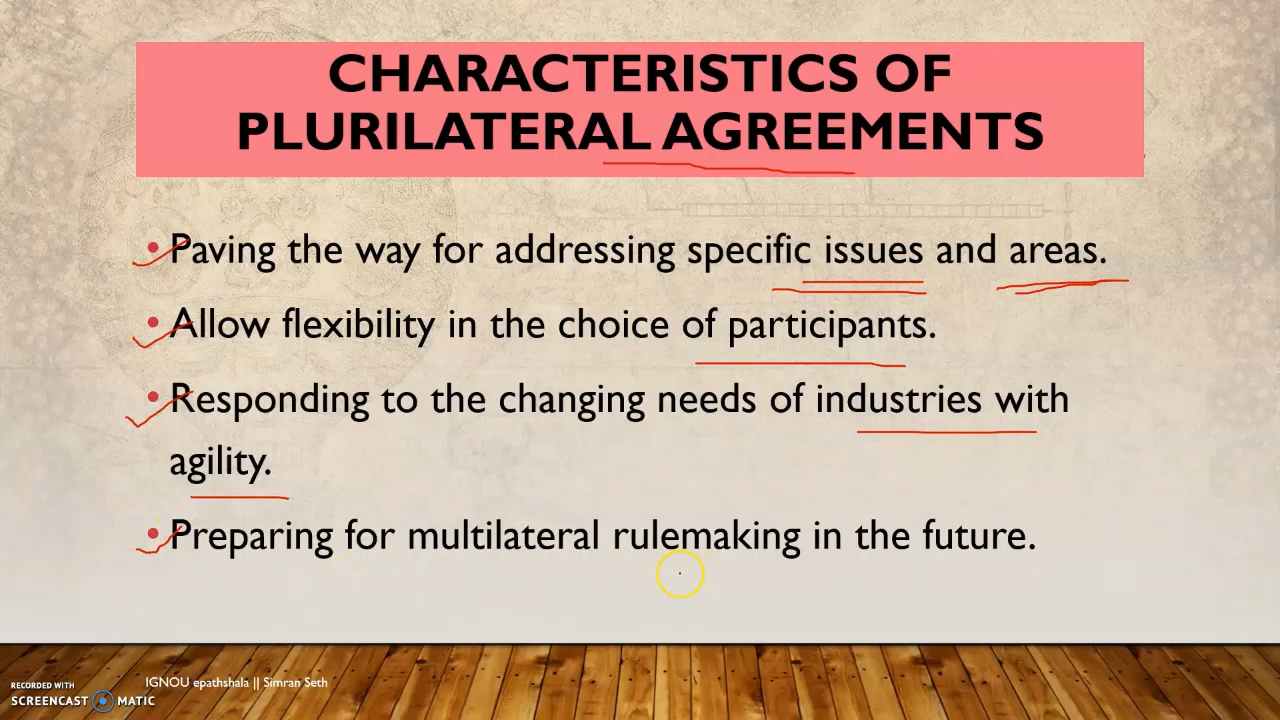 CHARACTERISTICS OF
PLURILATERAL AGREEMENTS
• Paving the way for addressing specific issues and areas.
• Allow flexibility in the choice of participants.
• Responding to the changing needs of industries with
agility.
• Preparing for multilateral rulemaking in the future.
IGNOU epathshala || Simran Seth
RECORDED WITH
SCREENCAST MATIC